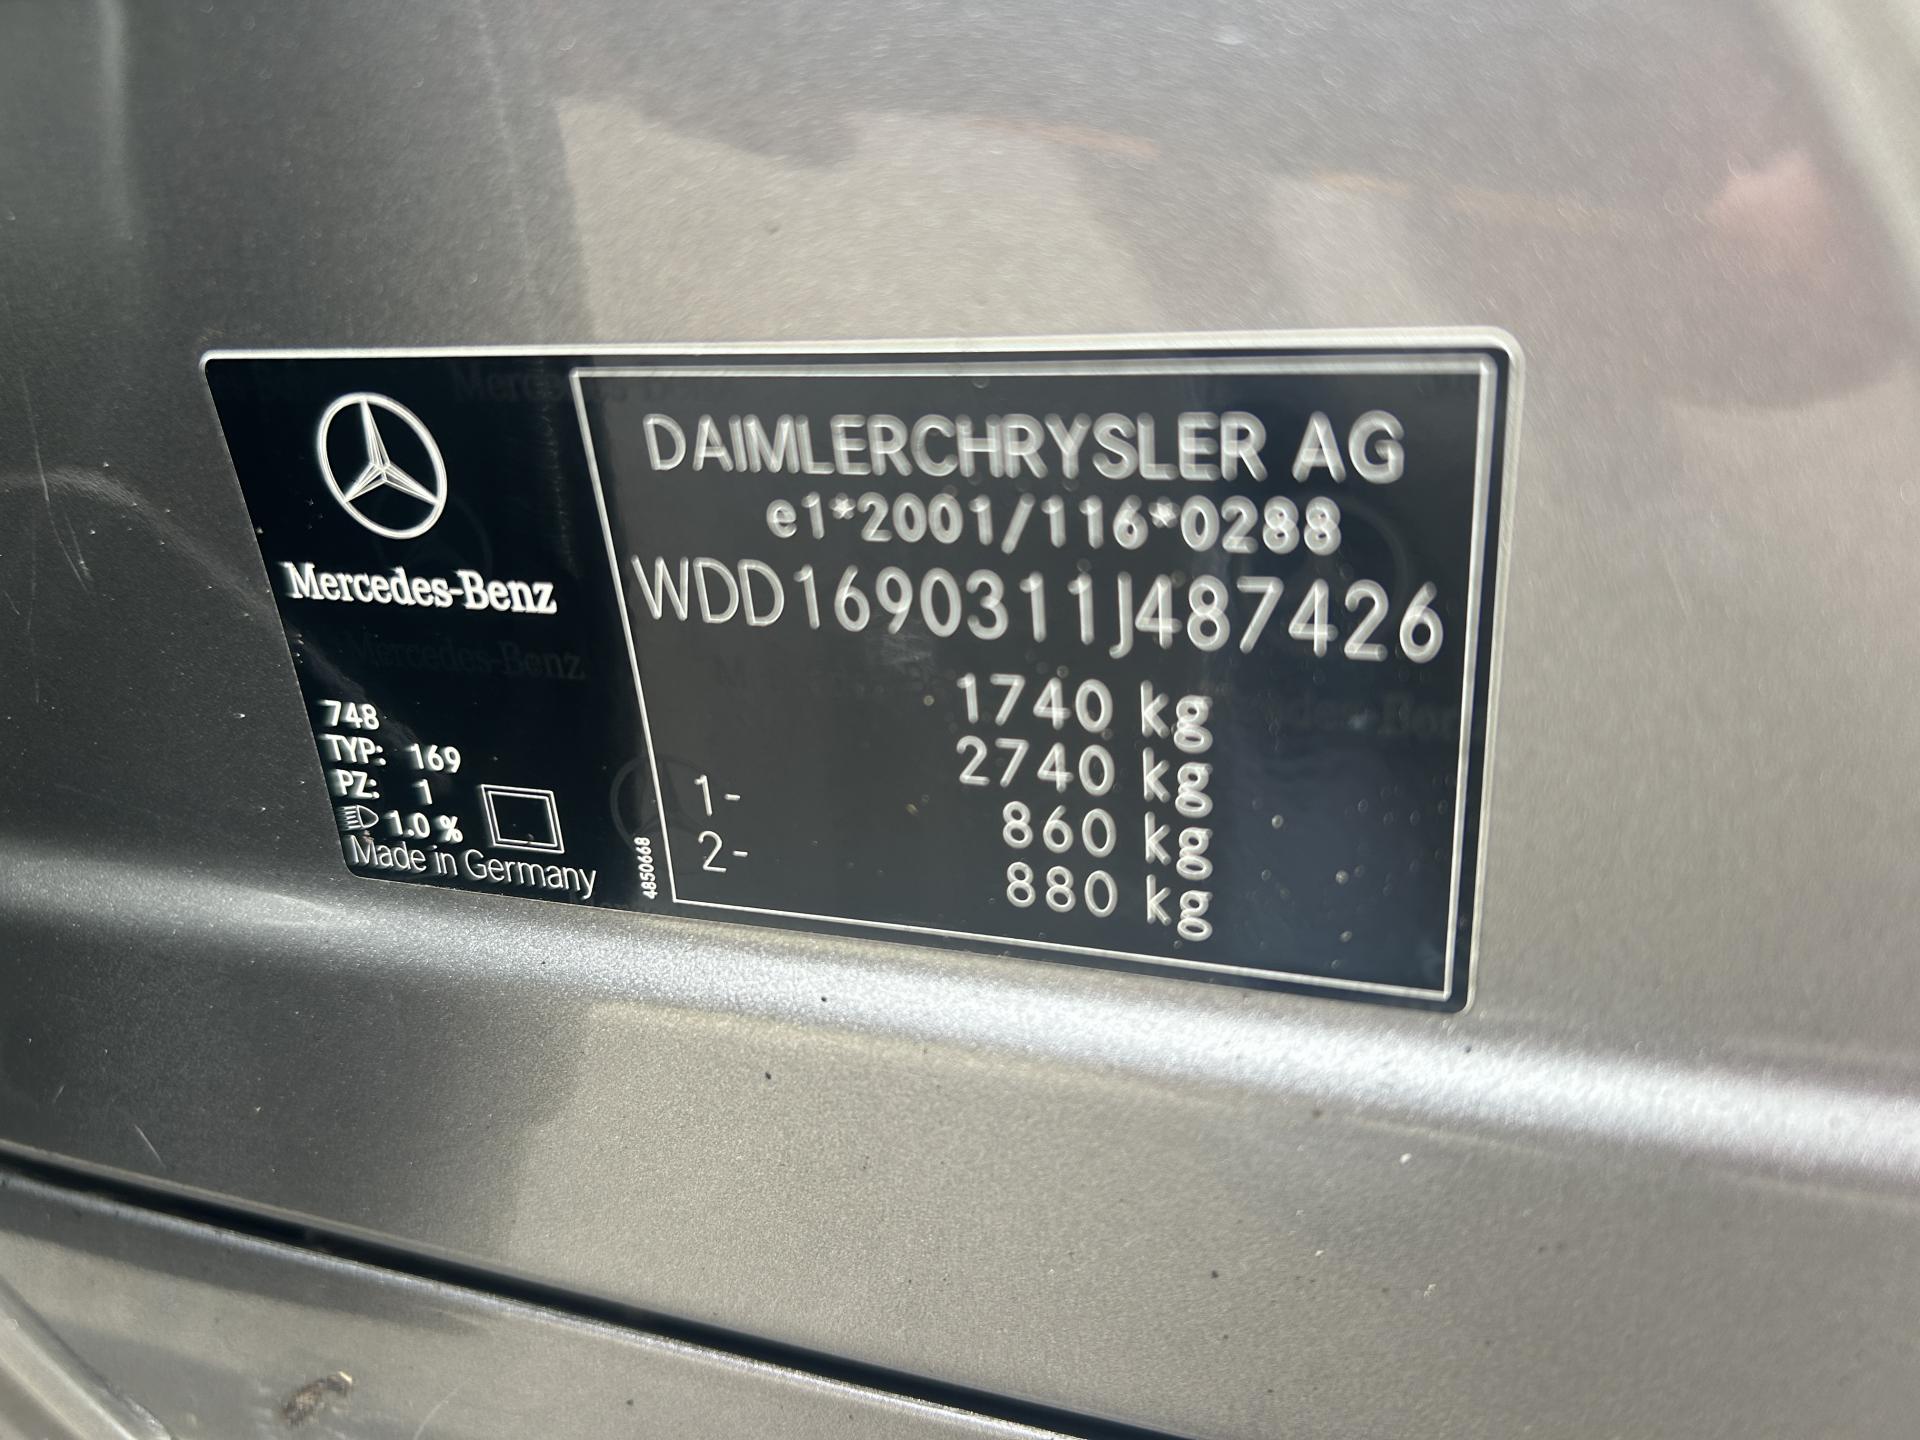 Mercedes-Benz
748
TYP: 169
PZ: 1
1.0 %
Made in Germany
4850668
DAIMLERCHRYSLER AG
e1*2001/116*0288
WDD1690311J487426
1740 kg
2740 kg
1- 860 kg
2- 880 kg